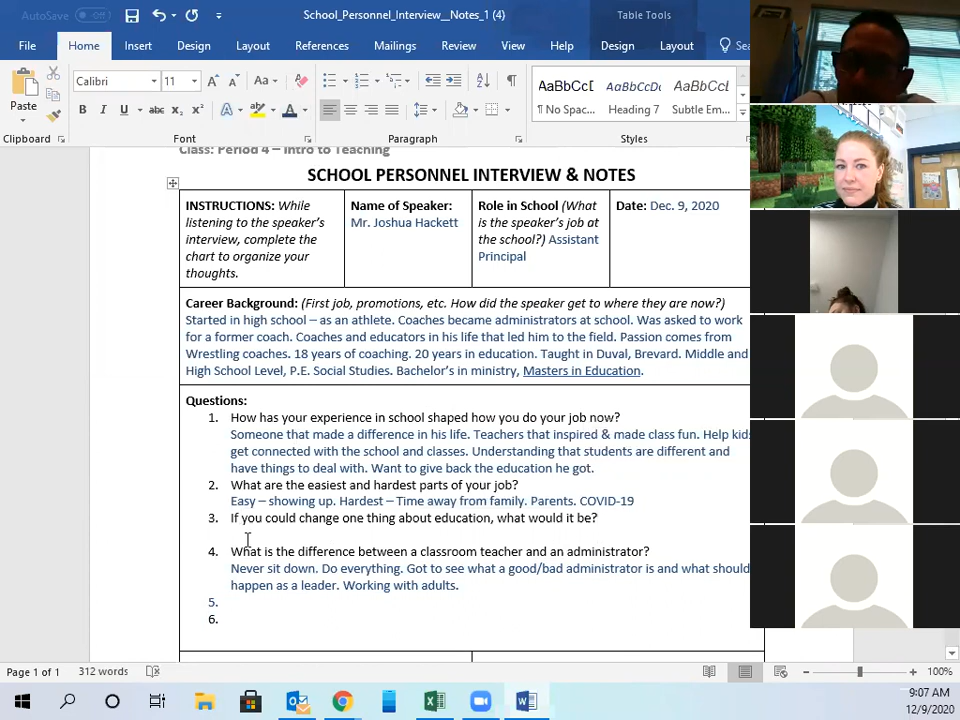 AutoSave Off
School_Personnel_Interview__Notes_1 (4)
Table Tools
File Home Insert Design Layout References Mailings Review View Help Design Layout Sea
Paste
Calibri 11
Aa
B I U abc x₂ x² A A
AaBbCcD AaBbCcDc AaBbCcD
¶ No Spac... Heading 7 Subtle Em...
Clipboard Font Paragraph Styles
Class: Period 4 – Intro to Teaching
SCHOOL PERSONNEL INTERVIEW & NOTES
INSTRUCTIONS: While
listening to the speaker's
interview, complete the
chart to organize your
thoughts.
Name of Speaker:
Mr. Joshua Hackett
Role in School (What
is the speaker's job at
the school?) Assistant
Principal
Date: Dec. 9, 2020
Career Background: (First job, promotions, etc. How did the speaker get to where they are now?)
Started in high school – as an athlete. Coaches became administrators at school. Was asked to work
for a former coach. Coaches and educators in his life that led him to the field. Passion comes from
Wrestling coaches. 18 years of coaching. 20 years in education. Taught in Duval, Brevard. Middle and
High School Level, P.E. Social Studies. Bachelor's in ministry, Masters in Education.
Questions:
1. How has your experience in school shaped how you do your job now?
Someone that made a difference in his life. Teachers that inspired & made class fun. Help kids
get connected with the school and classes. Understanding that students are different and
have things to deal with. Want to give back the education he got.
2. What are the easiest and hardest parts of your job?
Easy – showing up. Hardest – Time away from family. Parents. COVID-19
3. If you could change one thing about education, what would it be?
4. What is the difference between a classroom teacher and an administrator?
Never sit down. Do everything. Got to see what a good/bad administrator is and what should
happen as a leader. Working with adults.
5.
6.
Page 1 of 1 312 words 100%
9:07 AM
12/9/2020